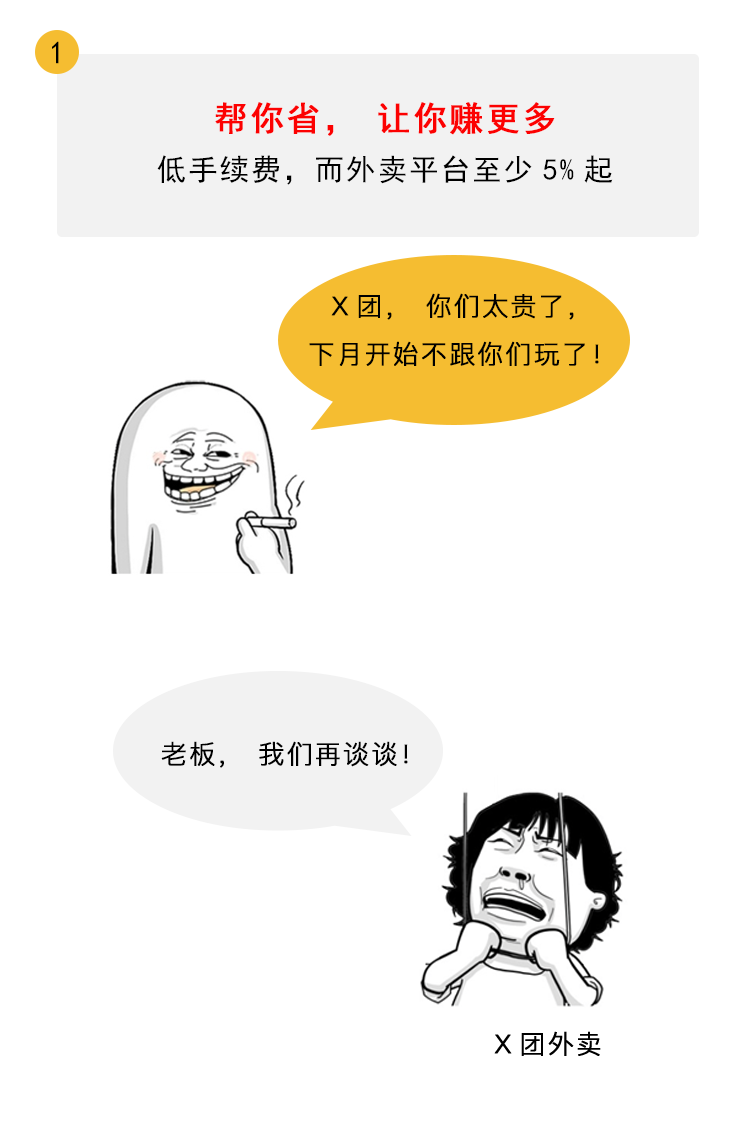 1
帮你省， 让你赚更多
低手续费，而外卖平台至少 5% 起
X 团， 你们太贵了，
下月开始不跟你们玩了！
老板， 我们再谈谈！
X 团外卖